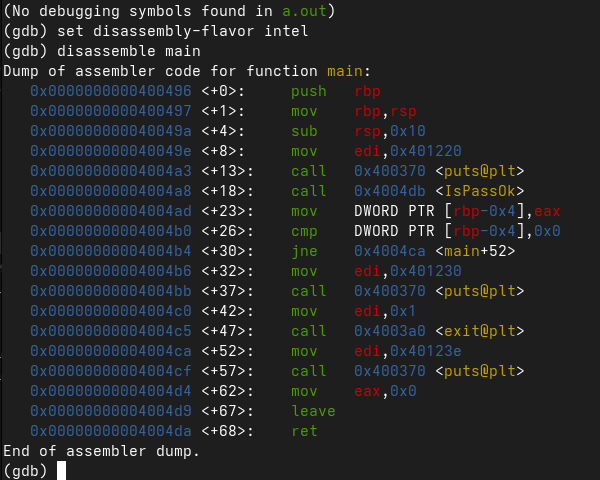 (No debugging symbols found in a.out)
(gdb) set disassembly-flavor intel
(gdb) disassemble main
Dump of assembler code for function main:
   0x0000000000400496 <+0>:     push   rbp
   0x0000000000400497 <+1>:     mov    rbp,rsp
   0x000000000040049a <+4>:     sub    rsp,0x10
   0x000000000040049e <+8>:     mov    edi,0x401220
   0x00000000004004a3 <+13>:    call   0x400370 <puts@plt>
   0x00000000004004a8 <+18>:    call   0x4004db <IsPassOk>
   0x00000000004004ad <+23>:    mov    DWORD PTR [rbp-0x4],eax
   0x00000000004004b0 <+26>:    cmp    DWORD PTR [rbp-0x4],0x0
   0x00000000004004b4 <+30>:    jne    0x4004ca <main+52>
   0x00000000004004b6 <+32>:    mov    edi,0x401230
   0x00000000004004bb <+37>:    call   0x400370 <puts@plt>
   0x00000000004004c0 <+42>:    mov    edi,0x1
   0x00000000004004c5 <+47>:    call   0x4003a0 <exit@plt>
   0x00000000004004ca <+52>:    mov    edi,0x40123e
   0x00000000004004cf <+57>:    call   0x400370 <puts@plt>
   0x00000000004004d4 <+62>:    mov    eax,0x0
   0x00000000004004d9 <+67>:    leave
   0x00000000004004da <+68>:    ret
End of assembler dump.
(gdb)